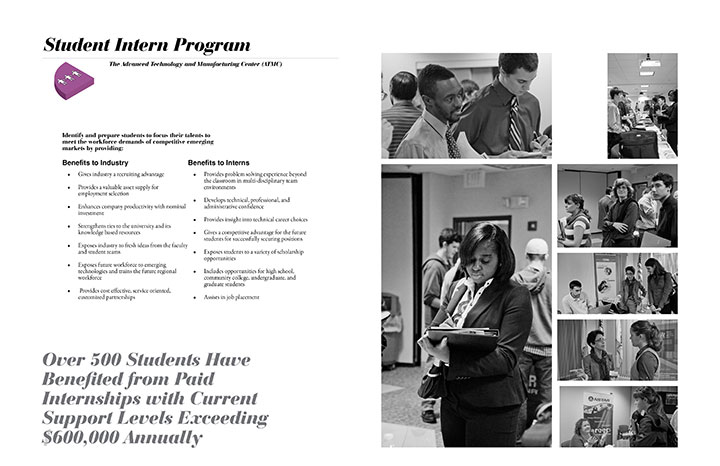 Student Intern Program
The Advanced Technology and Manufacturing Center (ATMC)
Identify and prepare students to focus their talents to
meet the workforce demands of competitive emerging
markets by providing:
Benefits to Industry
• Gives industry a recruiting advantage
• Provides a valuable asset supply for
employment selection
• Enhances company productivity with nominal
investment
• Strengthens ties to the university and its
knowledge based resources
• Exposes industry to fresh ideas from the faculty
and student teams
• Exposes future workforce to emerging
technologies and trains the future regional
workforce
• Provides cost effective, service oriented,
customized partnerships
Benefits to Interns
• Provides problem solving experience beyond
the classroom in multi-disciplinary team
environments
• Develops technical, professional, and
administrative confidence
• Provides insight into technical career choices
• Gives a competitive advantage for the future
students for successfully securing positions
• Exposes students to a variety of scholarship
opportunities
• Includes opportunities for high school,
community college, undergraduate, and
graduate students
• Assists in job placement
Over 500 Students Have
Benefited from Paid
Internships with Current
Support Levels Exceeding
$600,000 Annually